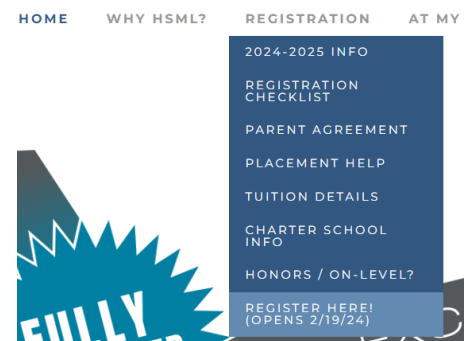 HOME WHY HSML? REGISTRATION AT MY
2024-2025 INFO
REGISTRATION
CHECKLIST
PARENT AGREEMENT
PLACEMENT HELP
TUITION DETAILS
CHARTER SCHOOL
INFO
HONORS / ON-LEVEL?
REGISTER HERE!
(OPENS 2/19/24)
FULLY